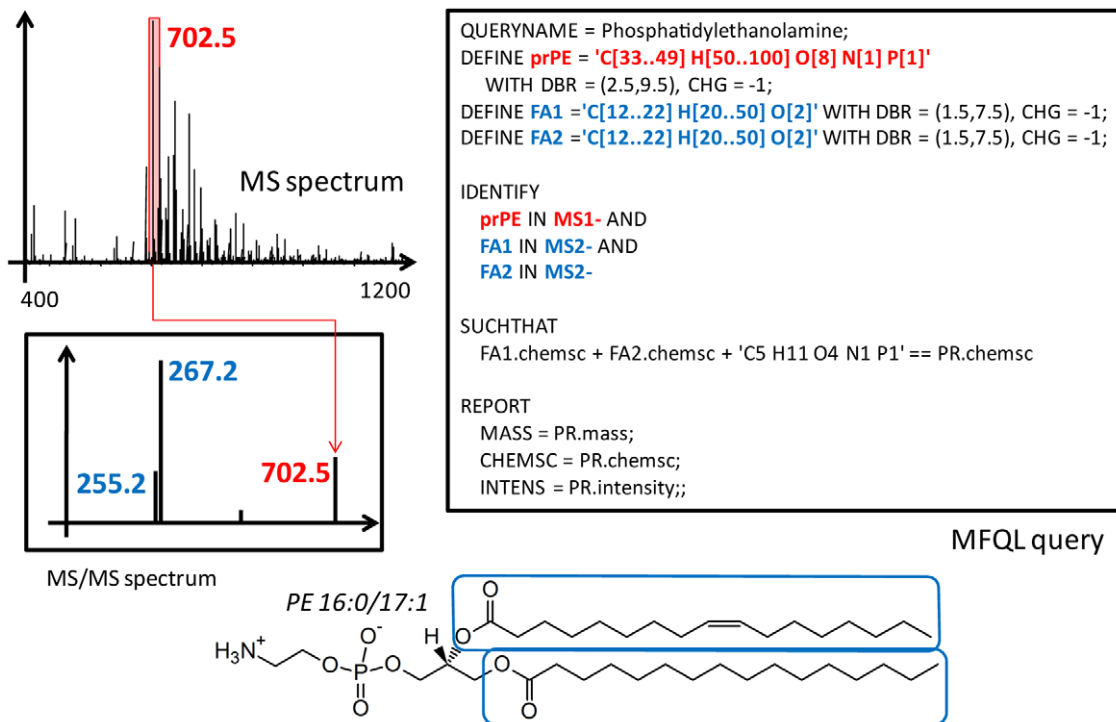 702.5
MS spectrum
400
1200
267.2
255.2
702.5
MS/MS spectrum
QUERYNAME = Phosphatidylethanolamine;
DEFINE prPE = 'C[33..49] H[50..100] O[8] N[1] P[1]'
WITH DBR = (2.5,9.5), CHG = -1;
DEFINE FA1 ='C[12..22] H[20..50] O[2]' WITH DBR = (1.5,7.5), CHG = -1;
DEFINE FA2 ='C[12..22] H[20..50] O[2]' WITH DBR = (1.5,7.5), CHG = -1;
IDENTIFY
prPE IN MS1- AND
FA1 IN MS2- AND
FA2 IN MS2-
SUCHTHAT
FA1.chemsc + FA2.chemsc + 'C5 H11 O4 N1 P1' == PR.chemsc
REPORT
MASS = PR.mass;
CHEMSC = PR.chemsc;
INTENS = PR.intensity;;
MFQL query
PE 16:0/17:1
O
O-
H
O
H3N+
O
P
O
O
O
O